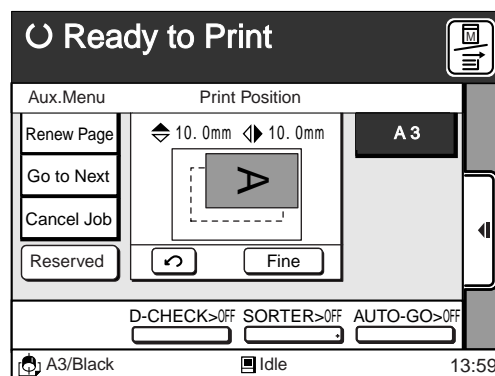 Ready to Print
M
Aux.Menu Print Position
Renew Page 10.0mm 10.0mm A3
A
Go to Next
Cancel Job
Reserved Fine
D-CHECK>OFF SORTER>OFF AUTO-GO>OFF
A3/Black Idle 13:59